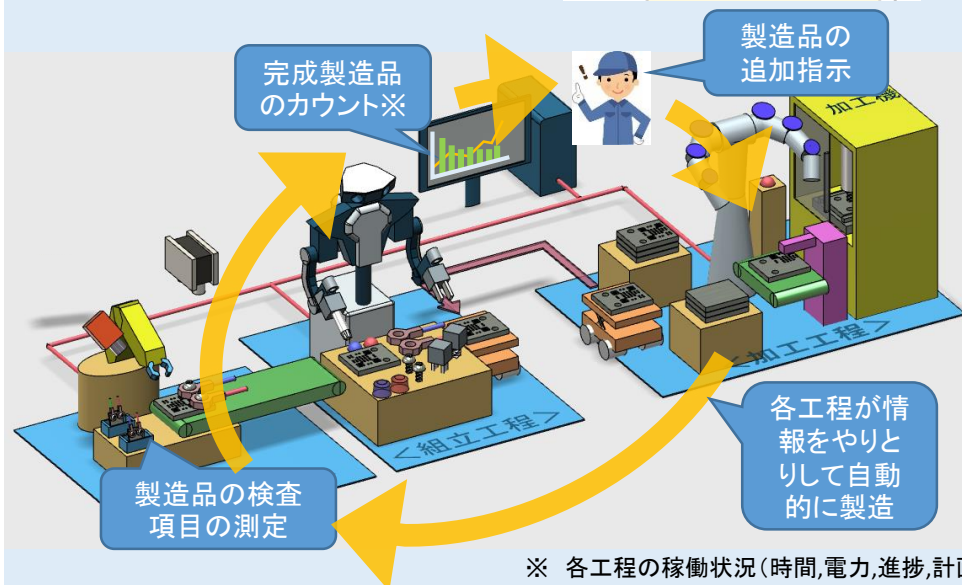 製造品の
追加指示
完成製造品
のカウント※
加工機
<加工工程>
<組立工程>
各工程が情
報をやりと
りして自動
的に製造
製造品の検査
項目の測定
※ 各工程の稼働状況(時間,電力,進捗,計画